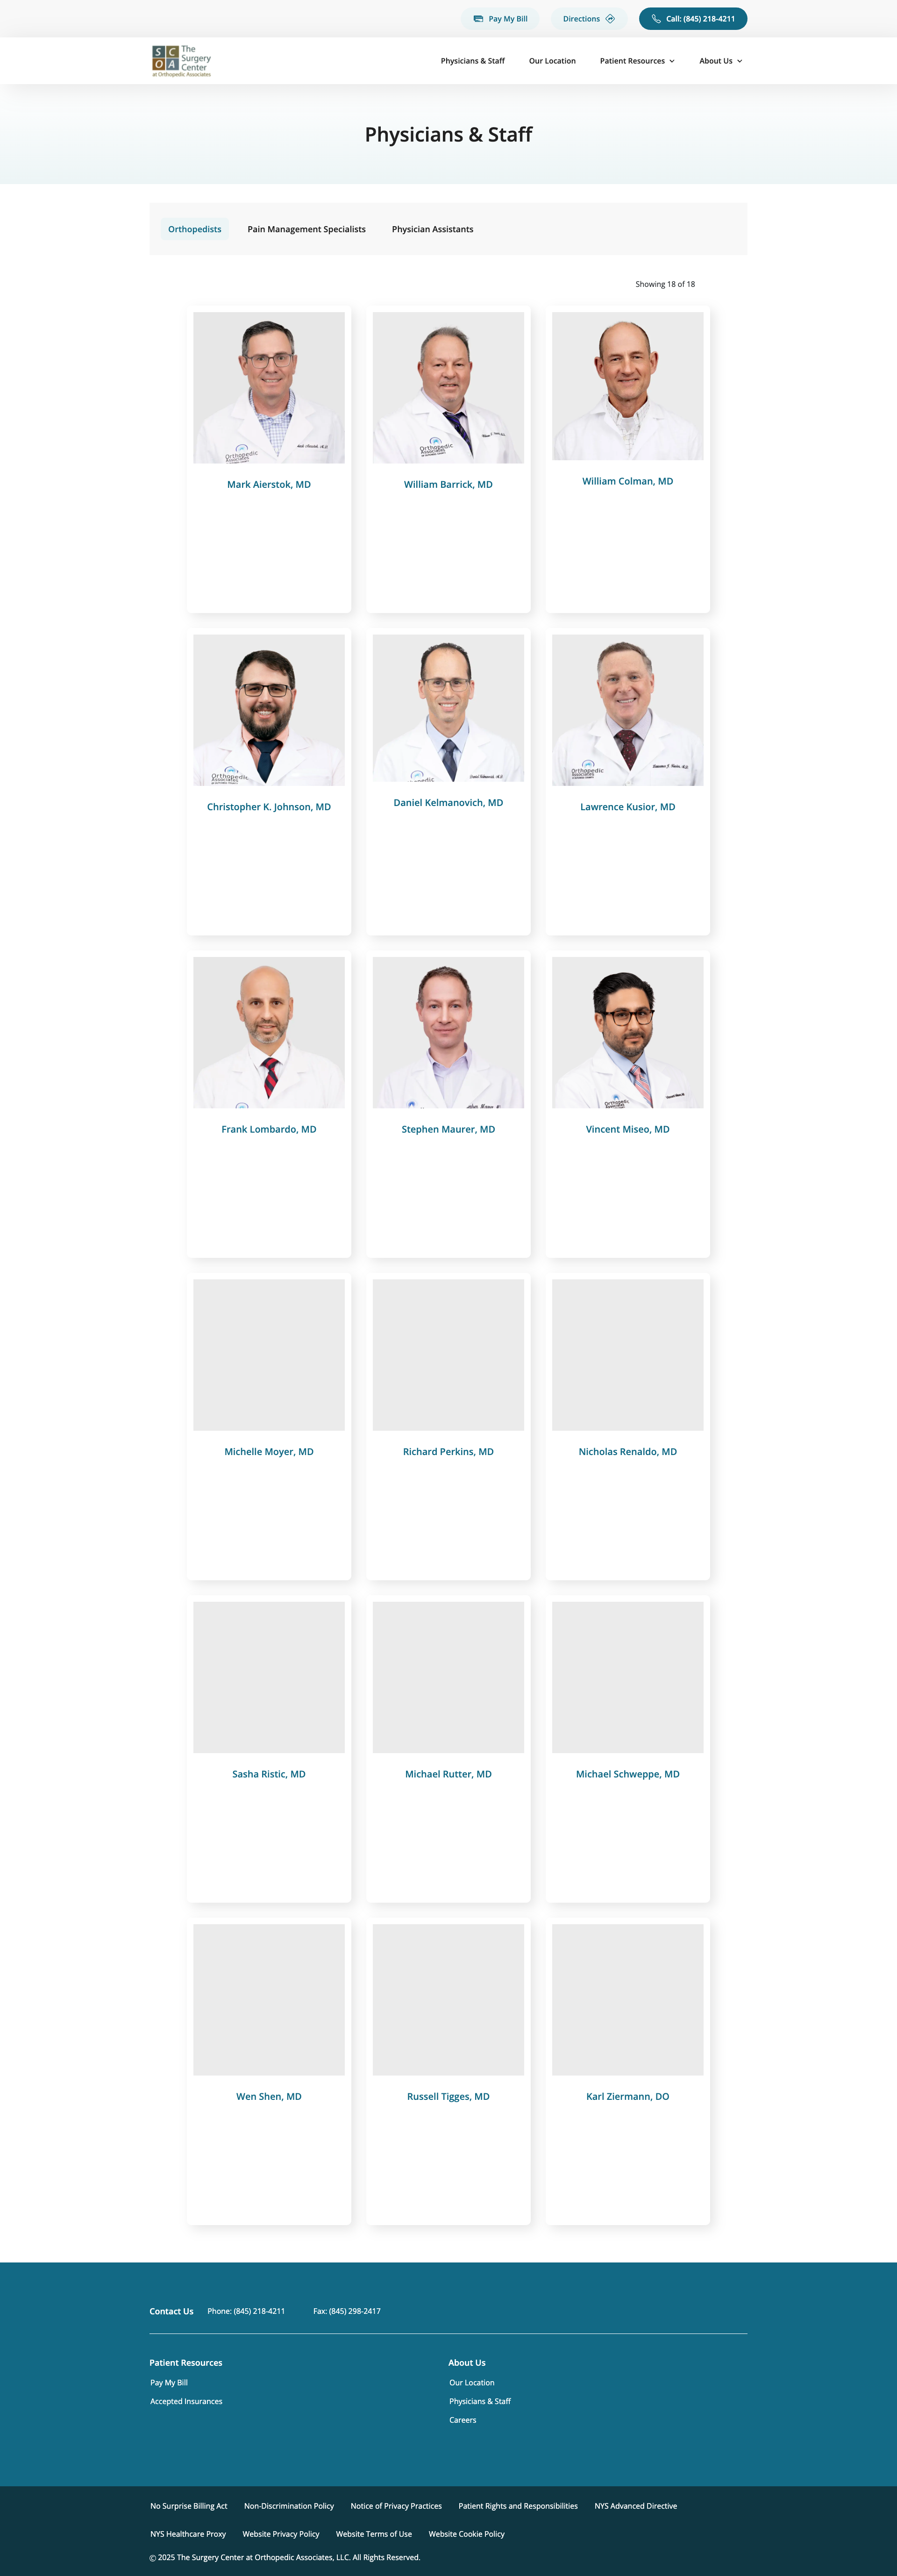 Pay My Bill
Directions
Call: (845) 218-4211
S C O A
The Surgery Center
at Orthopedic Associates
Physicians & Staff
Our Location
Patient Resources
About Us
Physicians & Staff
Orthopedists
Pain Management Specialists
Physician Assistants
Showing 18 of 18
Mark Aierstok, MD
William Barrick, MD
William Colman, MD
Christopher K. Johnson, MD
Daniel Kelmanovich, MD
Lawrence Kusior, MD
Frank Lombardo, MD
Stephen Maurer, MD
Vincent Miseo, MD
Michelle Moyer, MD
Richard Perkins, MD
Nicholas Renaldo, MD
Sasha Ristic, MD
Michael Rutter, MD
Michael Schweppe, MD
Wen Shen, MD
Russell Tigges, MD
Karl Ziermann, DO
Contact Us
Phone: (845) 218-4211
Fax: (845) 298-2417
Patient Resources
Pay My Bill
Accepted Insurances
About Us
Our Location
Physicians & Staff
Careers
No Surprise Billing Act
Non-Discrimination Policy
Notice of Privacy Practices
Patient Rights and Responsibilities
NYS Advanced Directive
NYS Healthcare Proxy
Website Privacy Policy
Website Terms of Use
Website Cookie Policy
© 2025 The Surgery Center at Orthopedic Associates, LLC. All Rights Reserved.